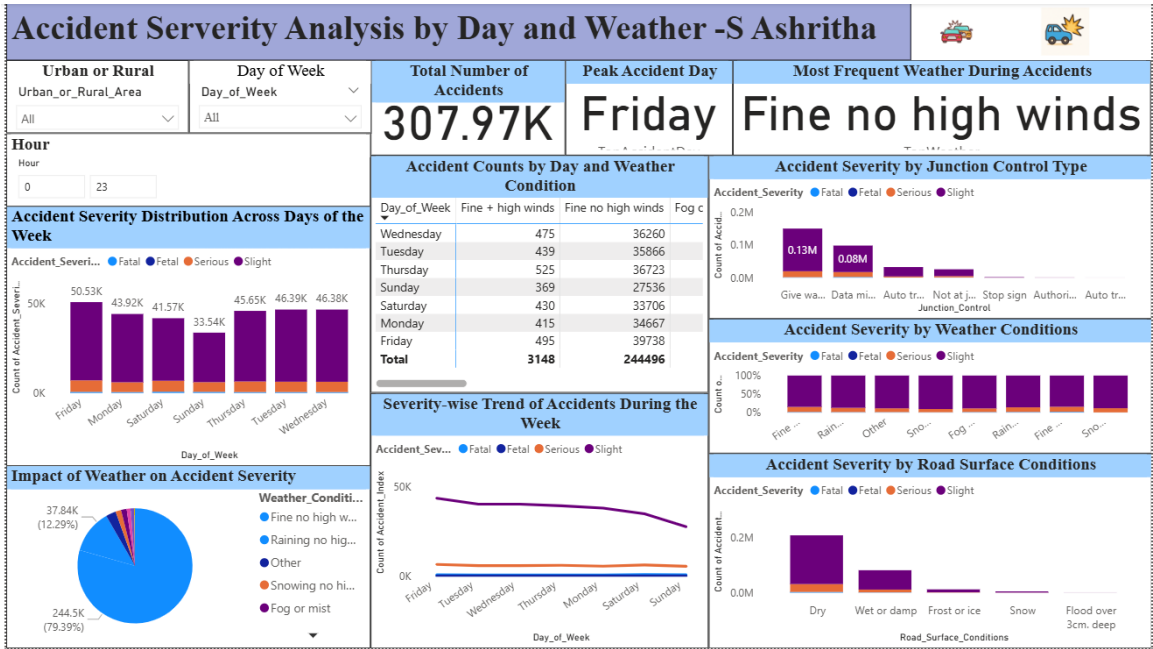 Accident Serverity Analysis by Day and Weather -S Ashritha
Urban or Rural
Urban_or_Rural_Area
All
Day of Week
Day_of_Week
All
Total Number of
Accidents
307.97K
Peak Accident Day
Friday
Most Frequent Weather During Accidents
Fine no high winds
Hour
Hour
0 23
Accident Severity Distribution Across Days of the
Week
Accident_Severi... Fatal Fetal Serious Slight
Count of Accident_Severi...
50K
0K
50.53K
43.92K
41.57K
33.54K
45.65K
46.39K
46.38K
Friday
Monday
Saturday
Sunday
Thursday
Tuesday
Wednesday
Day_of_Week
Impact of Weather on Accident Severity
37.84K
(12.29%)
244.5K
(79.39%)
Weather_Conditi...
Fine no high w...
Raining no hig...
Other
Snowing no hi...
Fog or mist
Accident Counts by Day and Weather
Condition
Day_of_Week Fine + high winds Fine no high winds Fog c
Wednesday 475 36260
Tuesday 439 35866
Thursday 525 36723
Sunday 369 27536
Saturday 430 33706
Monday 415 34667
Friday 495 39738
Total 3148 244496
Severity-wise Trend of Accidents During the
Week
Accident_Sev... Fatal Fetal Serious Slight
Count of Accident_Index
50K
0K
Friday
Tuesday
Wednesday
Thursday
Monday
Saturday
Sunday
Day_of_Week
Accident Severity by Junction Control Type
Accident_Severity Fatal Fetal Serious Slight
Count of Accid...
0.2M
0.1M
0.0M
0.13M
0.08M
Give wa... Data mi... Auto tr... Not at j... Stop sign Authori... Auto tr...
Junction_Control
Accident Severity by Weather Conditions
Accident_Severity Fatal Fetal Serious Slight
Count o...
100%
50%
0%
Fine ...
Rain...
Other
Sno...
Fog ...
Rain...
Fine ...
Sno...
Accident Severity by Road Surface Conditions
Accident_Severity Fatal Fetal Serious Slight
Count of Accident...
0.2M
0.0M
Dry
Wet or damp
Frost or ice
Snow
Flood over
3cm. deep
Road_Surface_Conditions